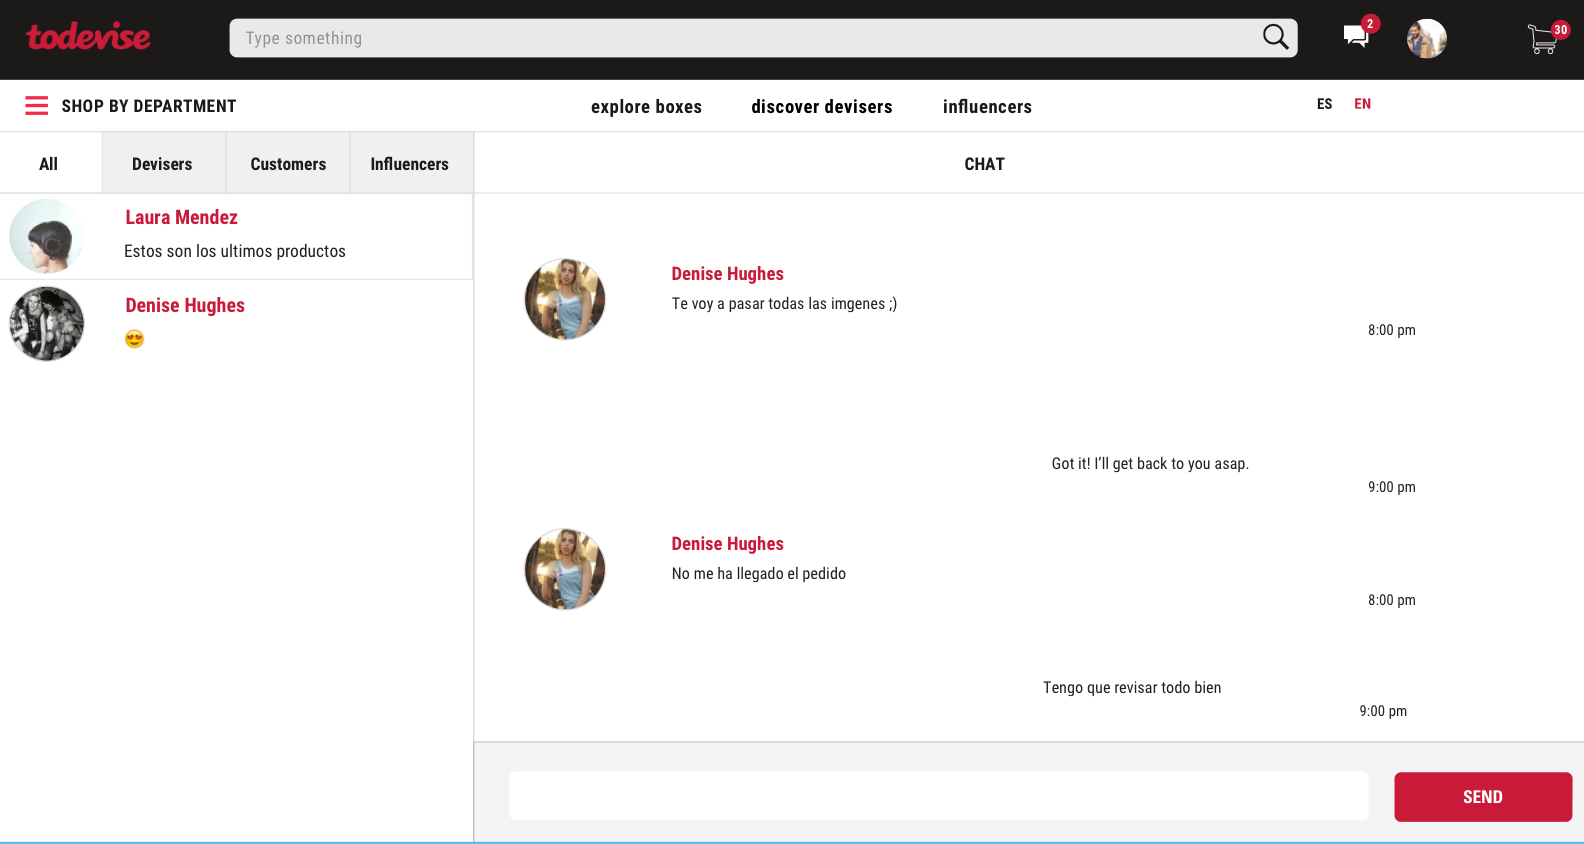 todevise
Type something
2
30
SHOP BY DEPARTMENT
explore boxes
discover devisers
influencers
ES
EN
All
Devisers
Customers
Influencers
CHAT
Laura Mendez
Estos son los ultimos productos
Denise Hughes
😍
Denise Hughes
Te voy a pasar todas las imgenes ;)
8:00 pm
Got it! I’ll get back to you asap.
9:00 pm
Denise Hughes
No me ha llegado el pedido
8:00 pm
Tengo que revisar todo bien
9:00 pm
SEND